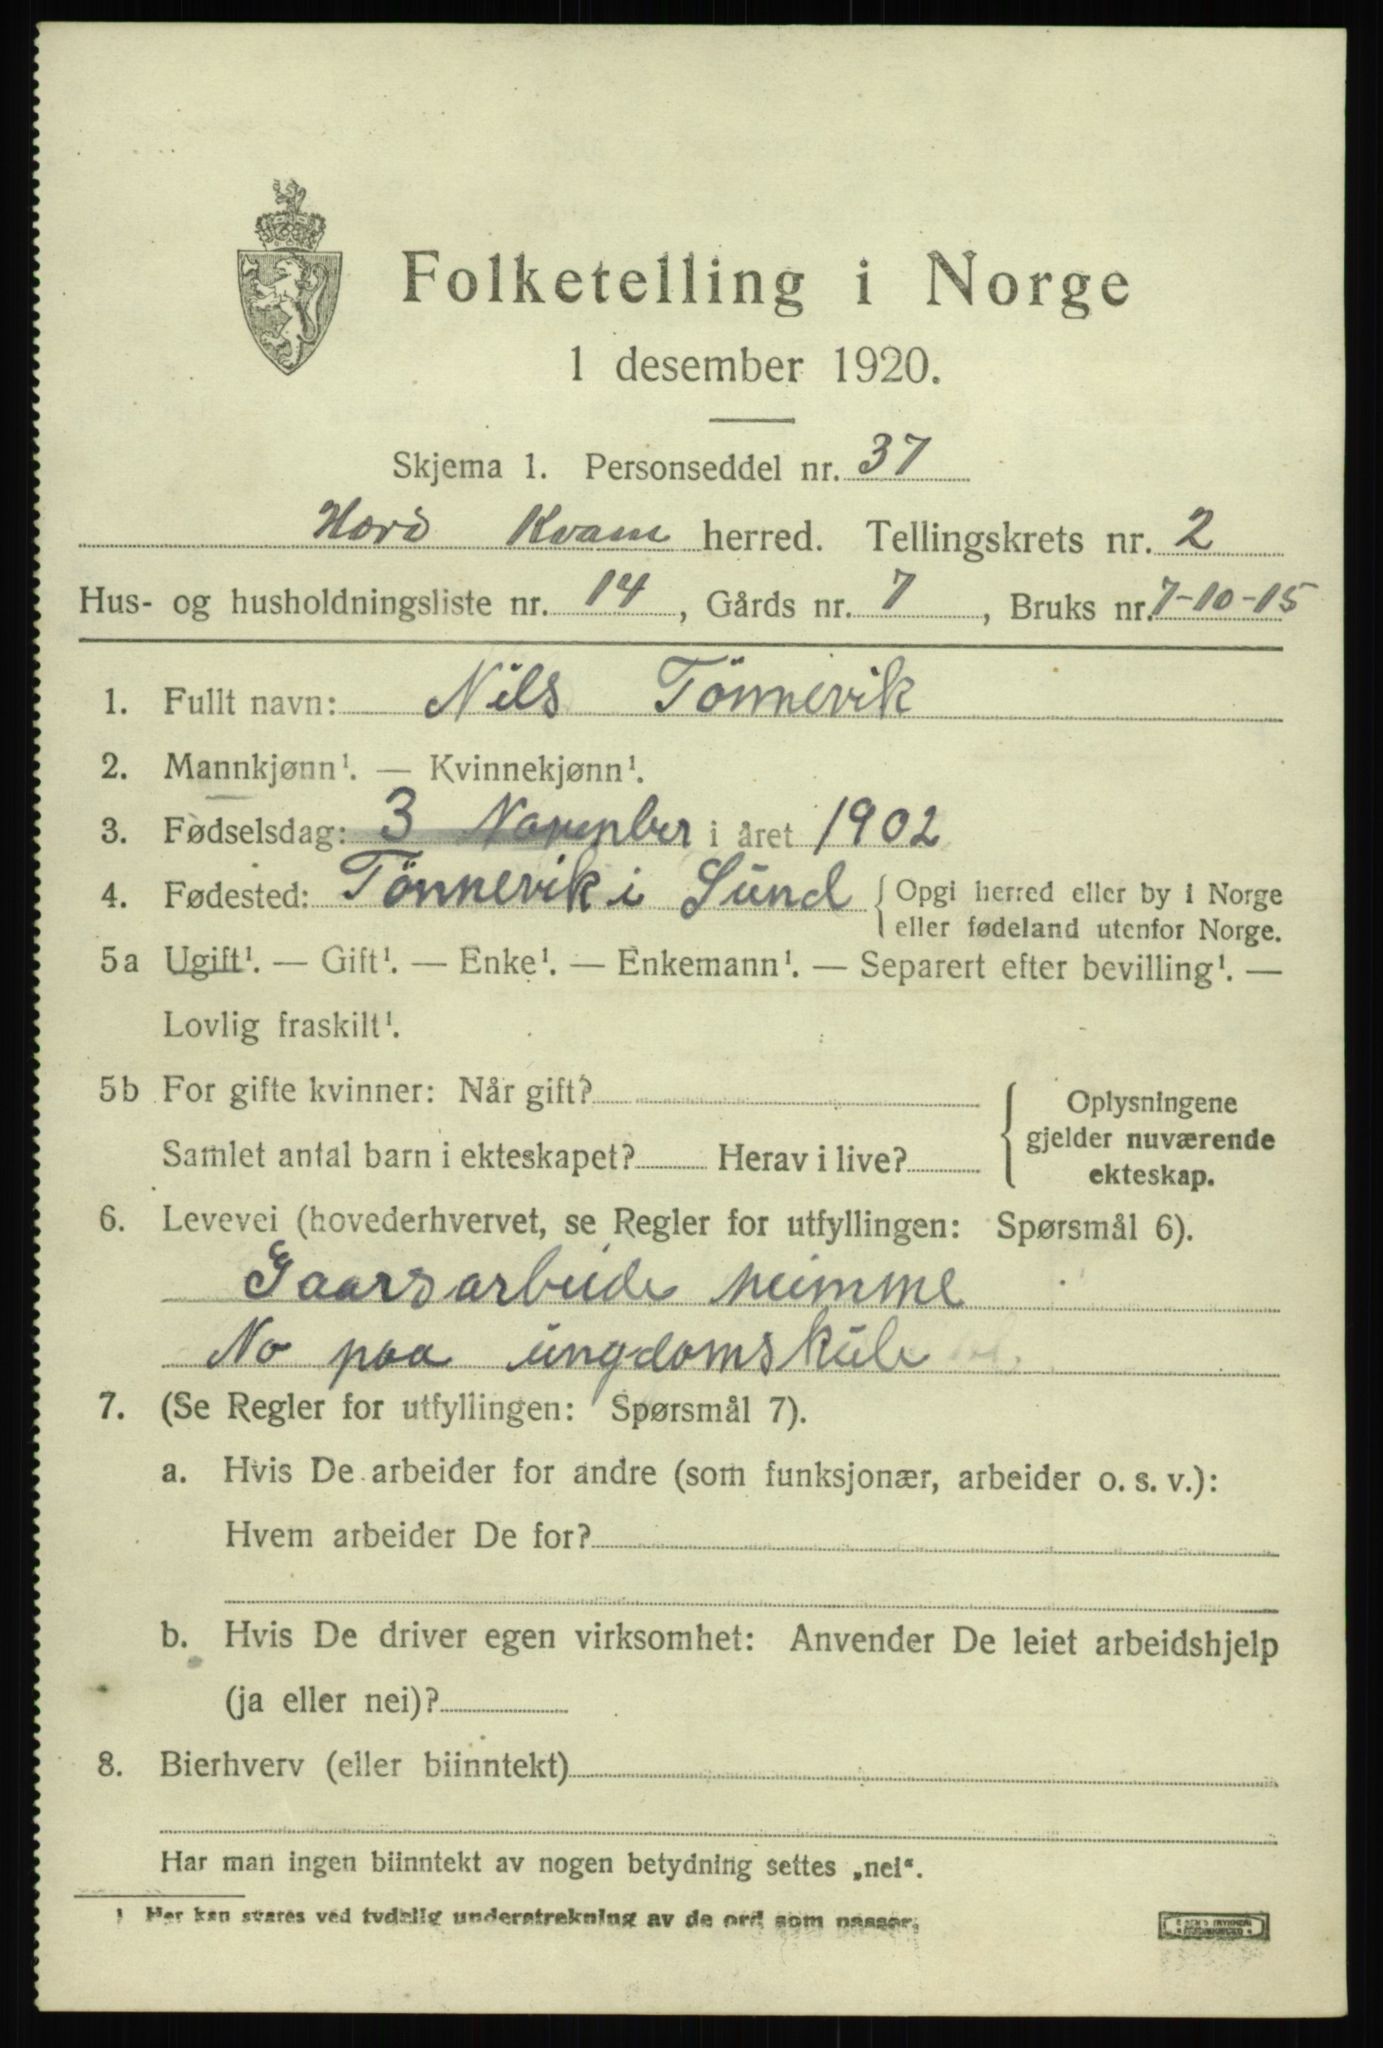 Folketelling i Norge
1 desember 1920.
Skjema 1. Personseddel nr. 37
Hord Kvam herred. Tellingskrets nr. 2
Hus- og husholdningsliste nr. 14, Gårds nr. 7, Bruks nr. 7-10-15
1. Fullt navn: Nils Tönnevik
2. Mannkjønn¹. — Kvinnekjønn¹.
3. Fødselsdag: 3 November i året 1902
4. Fødested: Tönnevik i Sund { Opgi herred eller by i Norge
eller fødeland utenfor Norge.
5a Ugift¹. — Gift¹. — Enke¹. — Enkemann¹. — Separert efter bevilling¹. —
Lovlig fraskilt¹.
5b For gifte kvinner: Når gift?
Samlet antal barn i ekteskapet? Herav i live?
{ Oplysningene
gjelder nuværende
ekteskap.
6. Levevei (hovederhvervet, se Regler for utfyllingen: Spørsmål 6).
Gaarsarbeide heimme
No paa ungdomskule
7. (Se Regler for utfyllingen: Spørsmål 7).
a. Hvis De arbeider for andre (som funksjonær, arbeider o. s. v.):
Hvem arbeider De for?
b. Hvis De driver egen virksomhet: Anvender De leiet arbeidshjelp
(ja eller nei)?
8. Bierhverv (eller biinntekt)
Har man ingen biinntekt av nogen betydning settes „nei“.
¹ Her kan svares ved tydelig understrekning av de ord som passer.